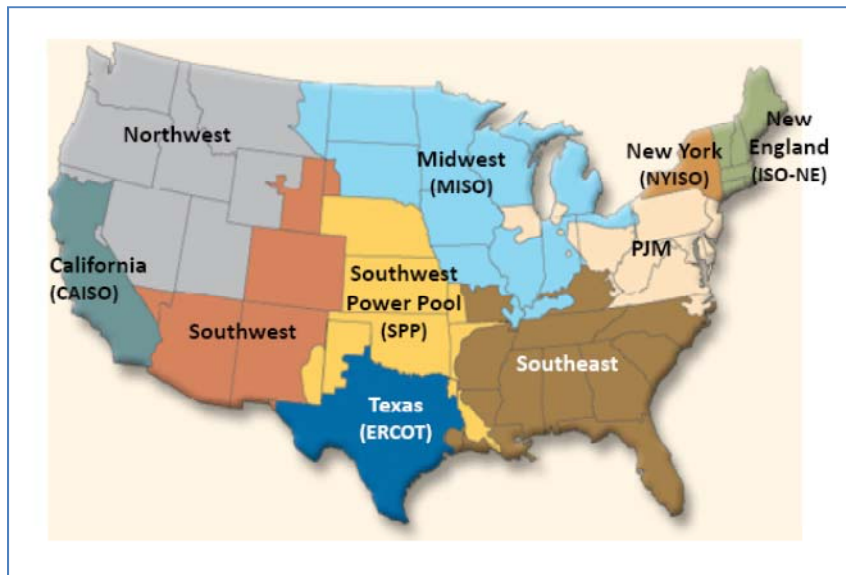 Northwest
Midwest
(MISO)
New York
(NYISO)
New
England
(ISO-NE)
PJM
California
(CAISO)
Southwest
Power Pool
(SPP)
Southwest
Southeast
Texas
(ERCOT)